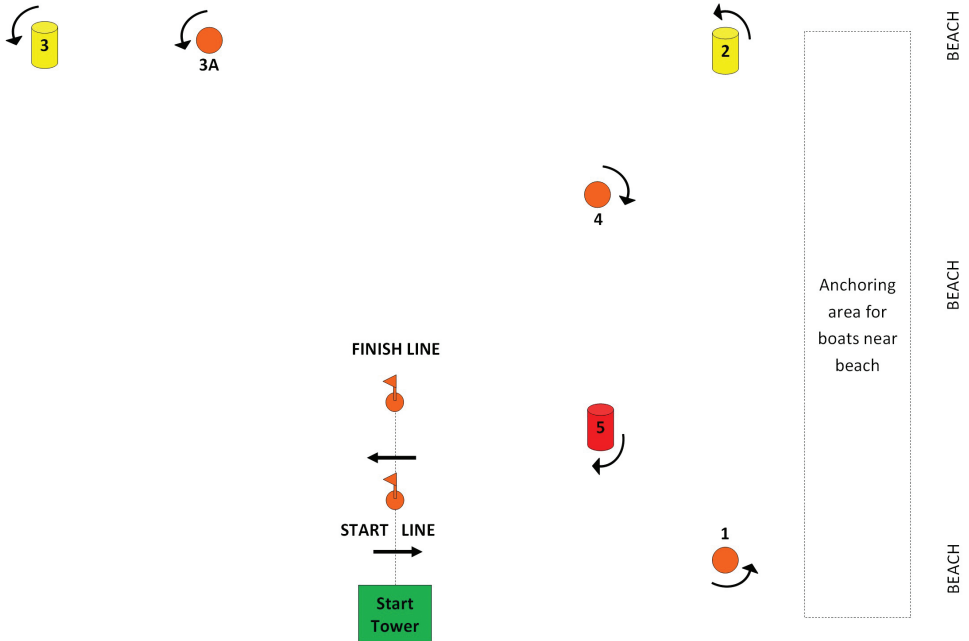 3
3A
2
BEACH
4
Anchoring
area for
boats near
beach
BEACH
FINISH LINE
5
START LINE
1
BEACH
Start
Tower